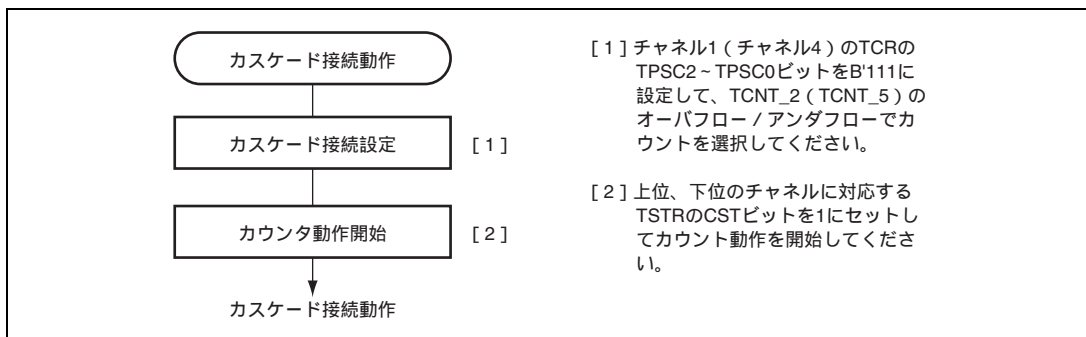 カスケード接続動作
カスケード接続設定
[ 1 ]
カウンタ動作開始
[ 2 ]
カスケード接続動作
[ 1 ] チャネル1（チャネル4）のTCRの
TPSC2～TPSC0ビットをB'111に
設定して、TCNT_2（TCNT_5）の
オーバフロー / アンダフローでカ
ウントを選択してください。
[ 2 ] 上位、下位のチャネルに対応する
TSTRのCSTビットを1にセットし
てカウント動作を開始してくださ
い。